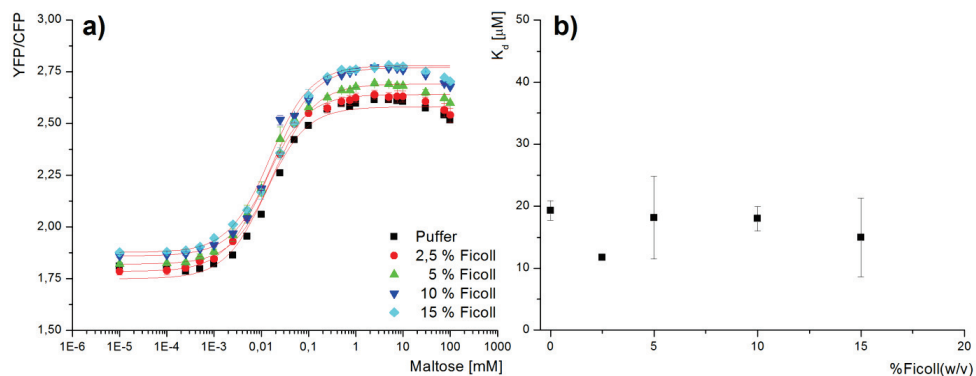 a)
YFP/CFP
3,00
2,75
2,50
2,25
2,00
1,75
1,50
Puffer
2,5 % Ficoll
5 % Ficoll
10 % Ficoll
15 % Ficoll
1E-6 1E-5 1E-4 1E-3 0,01 0,1 1 10 100 1000
Maltose [mM]
b)
Kd [µM]
50
40
30
20
10
0
0 5 10 15 20
%Ficoll(w/v)